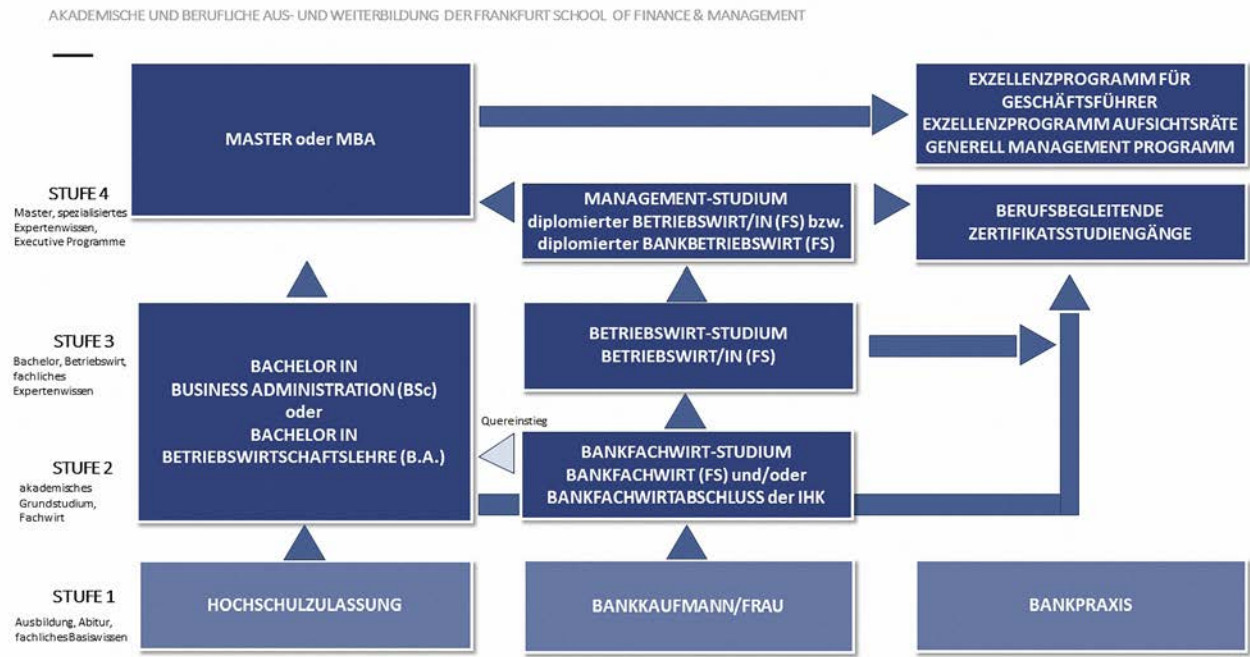 AKADEMISCHE UND BERUFLICHE AUS- UND WEITERBILDUNG DER FRANKFURT SCHOOL OF FINANCE & MANAGEMENT
MASTER oder MBA
EXZELLENZPROGRAMM FÜR
GESCHÄFTSFÜHRER
EXZELLENZPROGRAMM AUFSICHTSRÄTE
GENERELL MANAGEMENT PROGRAMM
STUFE 4
Master, spezialisiertes
Expertenwissen,
Executive Programme
MANAGEMENT-STUDIUM
diplomierter BETRIEBSWIRT/IN (FS) bzw.
diplomierter BANKBETRIEBSWIRT (FS)
BERUFSBEGLEITENDE
ZERTIFIKATSSTUDIENGÄNGE
STUFE 3
Bachelor, Betriebswirt,
fachliches
Expertenwissen
BACHELOR IN
BUSINESS ADMINISTRATION (BSc)
oder
BACHELOR IN
BETRIEBSWIRTSCHAFTSLEHRE (B.A.)
BETRIEBSWIRT-STUDIUM
BETRIEBSWIRT/IN (FS)
Quereinstieg
STUFE 2
akademisches
Grundstudium,
Fachwirt
BANKFACHWIRT-STUDIUM
BANKFACHWIRT (FS) und/oder
BANKFACHWIRTABSCHLUSS der IHK
STUFE 1
Ausbildung, Abitur,
fachliches Basiswissen
HOCHSCHULZULASSUNG
BANKKAUFMANN/FRAU
BANKPRAXIS